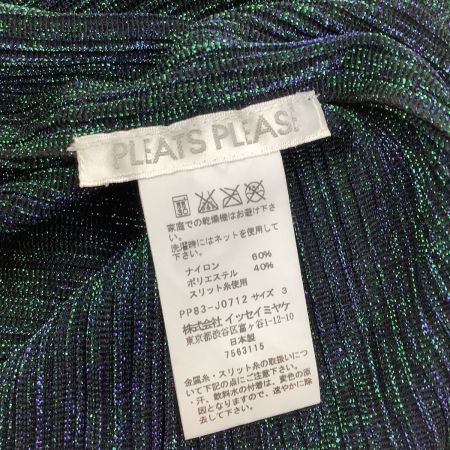 PLEATS PLEASE
家庭での乾燥機はお避け下さ
い。
洗濯時にはネットを使用して
下さい。
ナイロン 60%
ポリエステル 40%
スリット糸使用
PP83-J0712 サイズ 3
株式会社 イッセイミヤケ
東京都渋谷区富ヶ谷1-12-10
日本製
7563115
金属糸・スリット糸の取扱いにつ
いて下記の点にご注意下さい。
・汗、飲料水の付着は、変色の原
因となりますので、速やかに除
去して下さい。